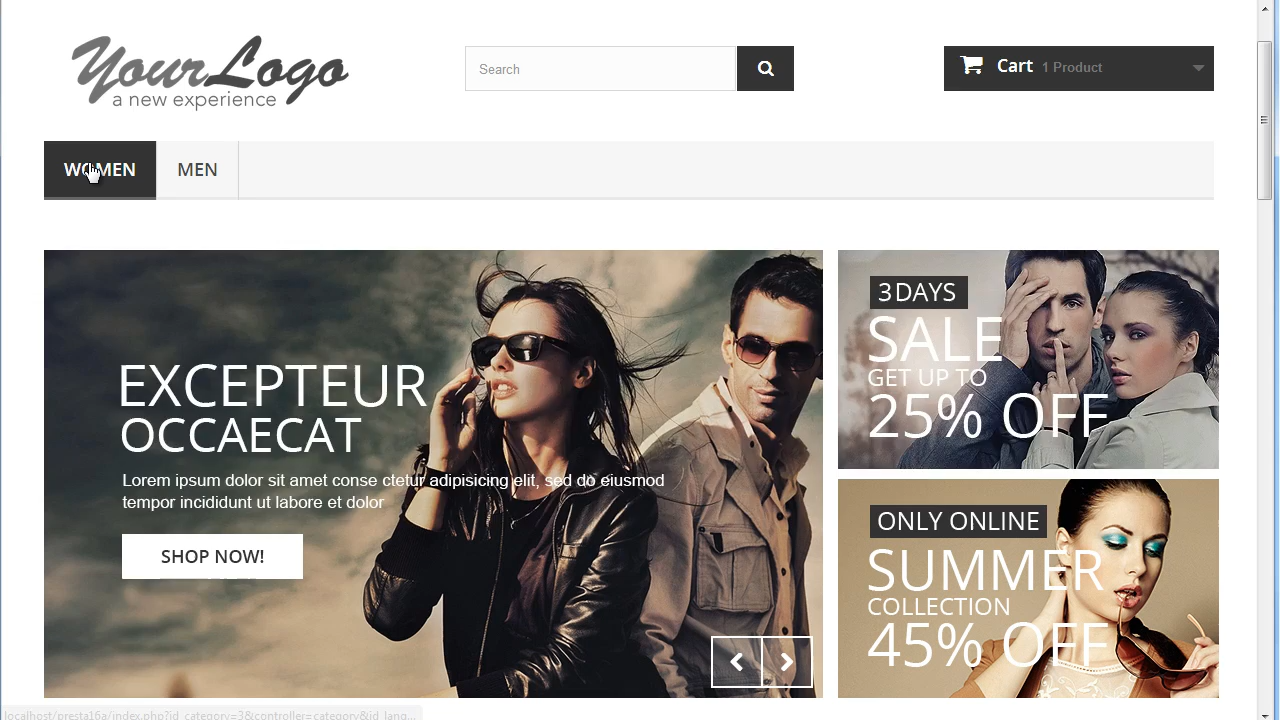 YourLogo
a new experience
Search
Cart 1 Product
WOMEN MEN
EXCEPTEUR
OCCAECAT
Lorem ipsum dolor sit amet conse ctetur adipisicing elit, sed do eiusmod
tempor incididunt ut labore et dolor
SHOP NOW!
3 DAYS
SALE
GET UP TO
25% OFF
ONLY ONLINE
SUMMER
COLLECTION
45% OFF
localhost/presta16a/index.php?id_category=3&controller=category&id_lang...